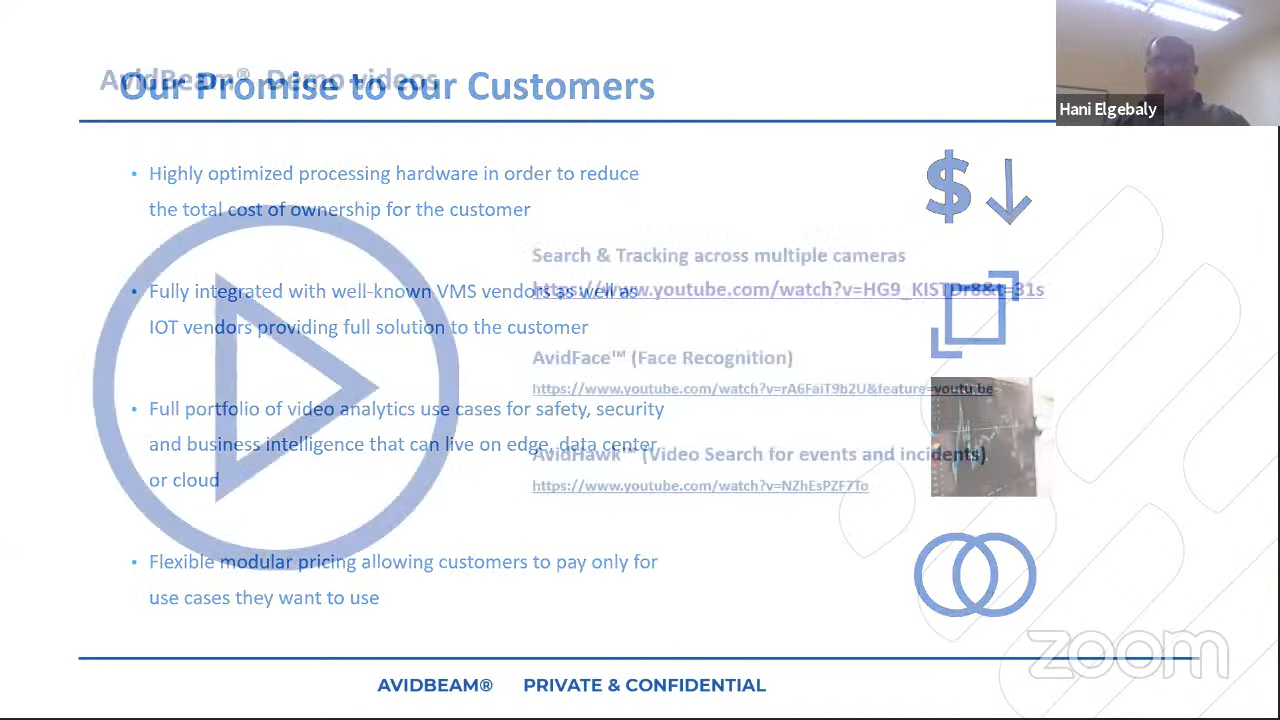 AvidBeam® Demo videos
Our Promise to our Customers
Hani Elgebaly
• Highly optimized processing hardware in order to reduce
the total cost of ownership for the customer
• Fully integrated with well-known VMS vendors as well as
IOT vendors providing full solution to the customer
• Full portfolio of video analytics use cases for safety, security
and business intelligence that can live on edge, data center
or cloud
• Flexible modular pricing allowing customers to pay only for
use cases they want to use
$
Search & Tracking across multiple cameras
https://www.youtube.com/watch?v=HG9_KISTDr8&t=31s
AvidFace™ (Face Recognition)
https://www.youtube.com/watch?v=rA6FaiT9b2U&feature=youtu.be
AvidHawk™ (Video Search for events and incidents)
https://www.youtube.com/watch?v=NZhEsPZF7To
zoom
AVIDBEAM® PRIVATE & CONFIDENTIAL